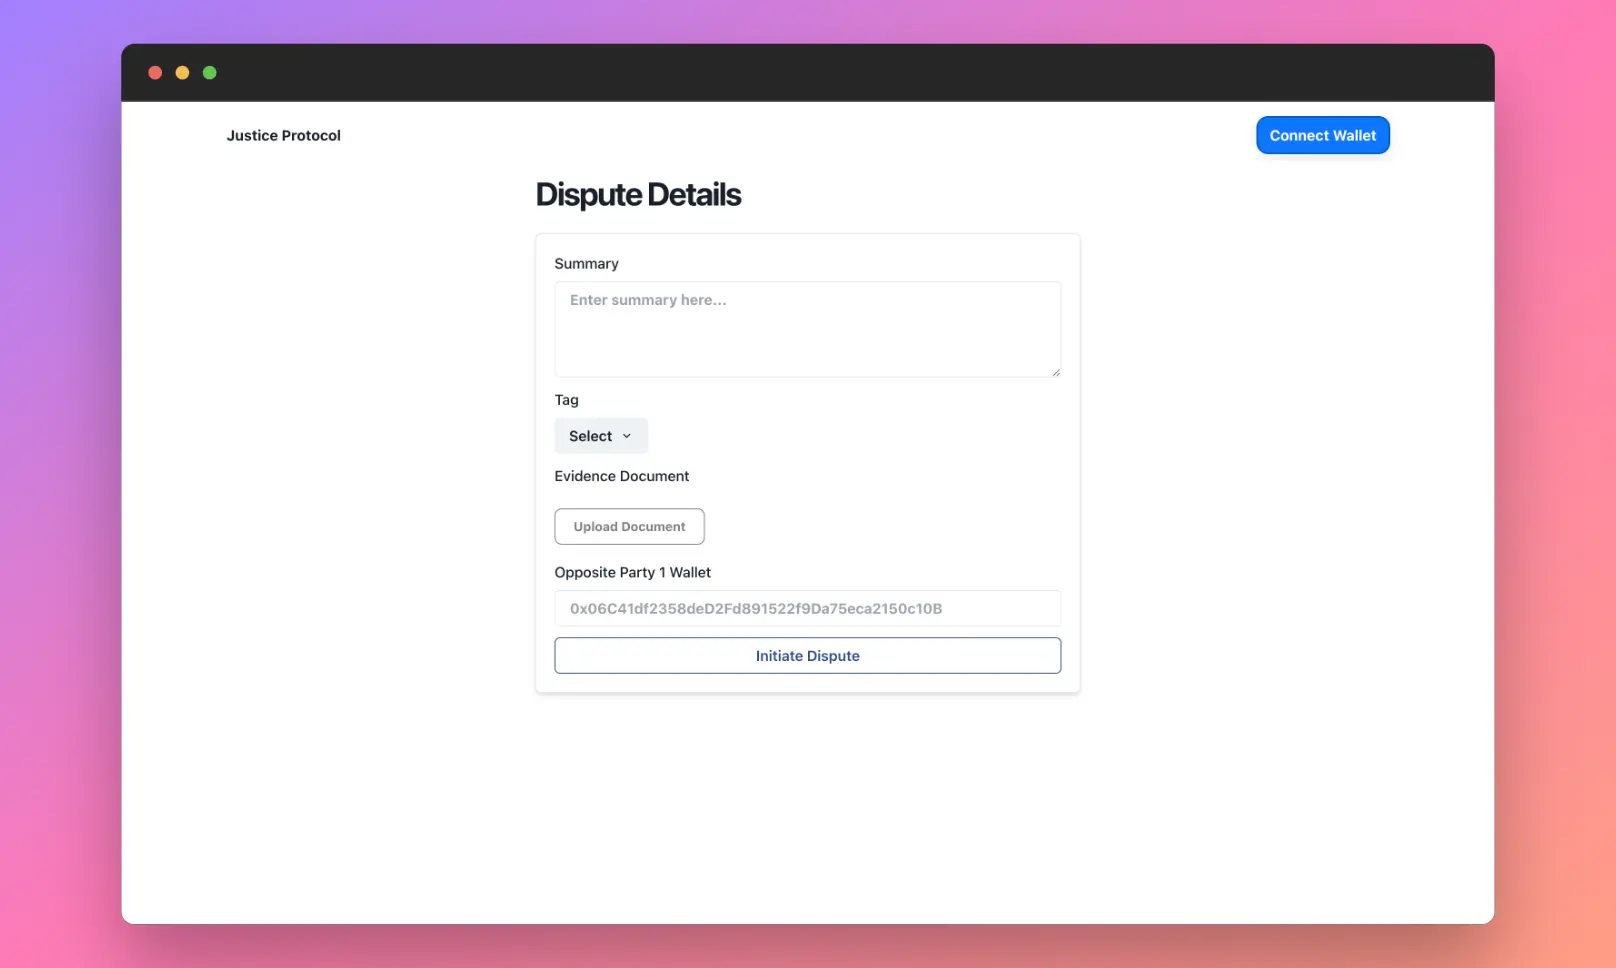 Justice Protocol
Connect Wallet
Dispute Details
Summary
Enter summary here...
Tag
Select
Evidence Document
Upload Document
Opposite Party 1 Wallet
0x06C41df2358deD2Fd891522f9Da75eca2150c10B
Initiate Dispute